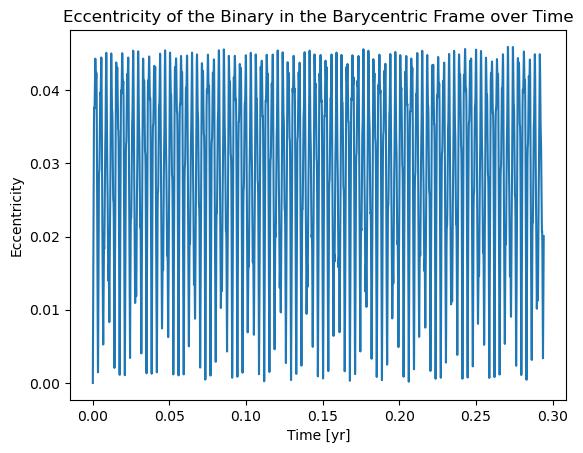 Eccentricity of the Binary in the Barycentric Frame over Time
Eccentricity
0.04
0.03
0.02
0.01
0.00
0.00 0.05 0.10 0.15 0.20 0.25 0.30
Time [yr]